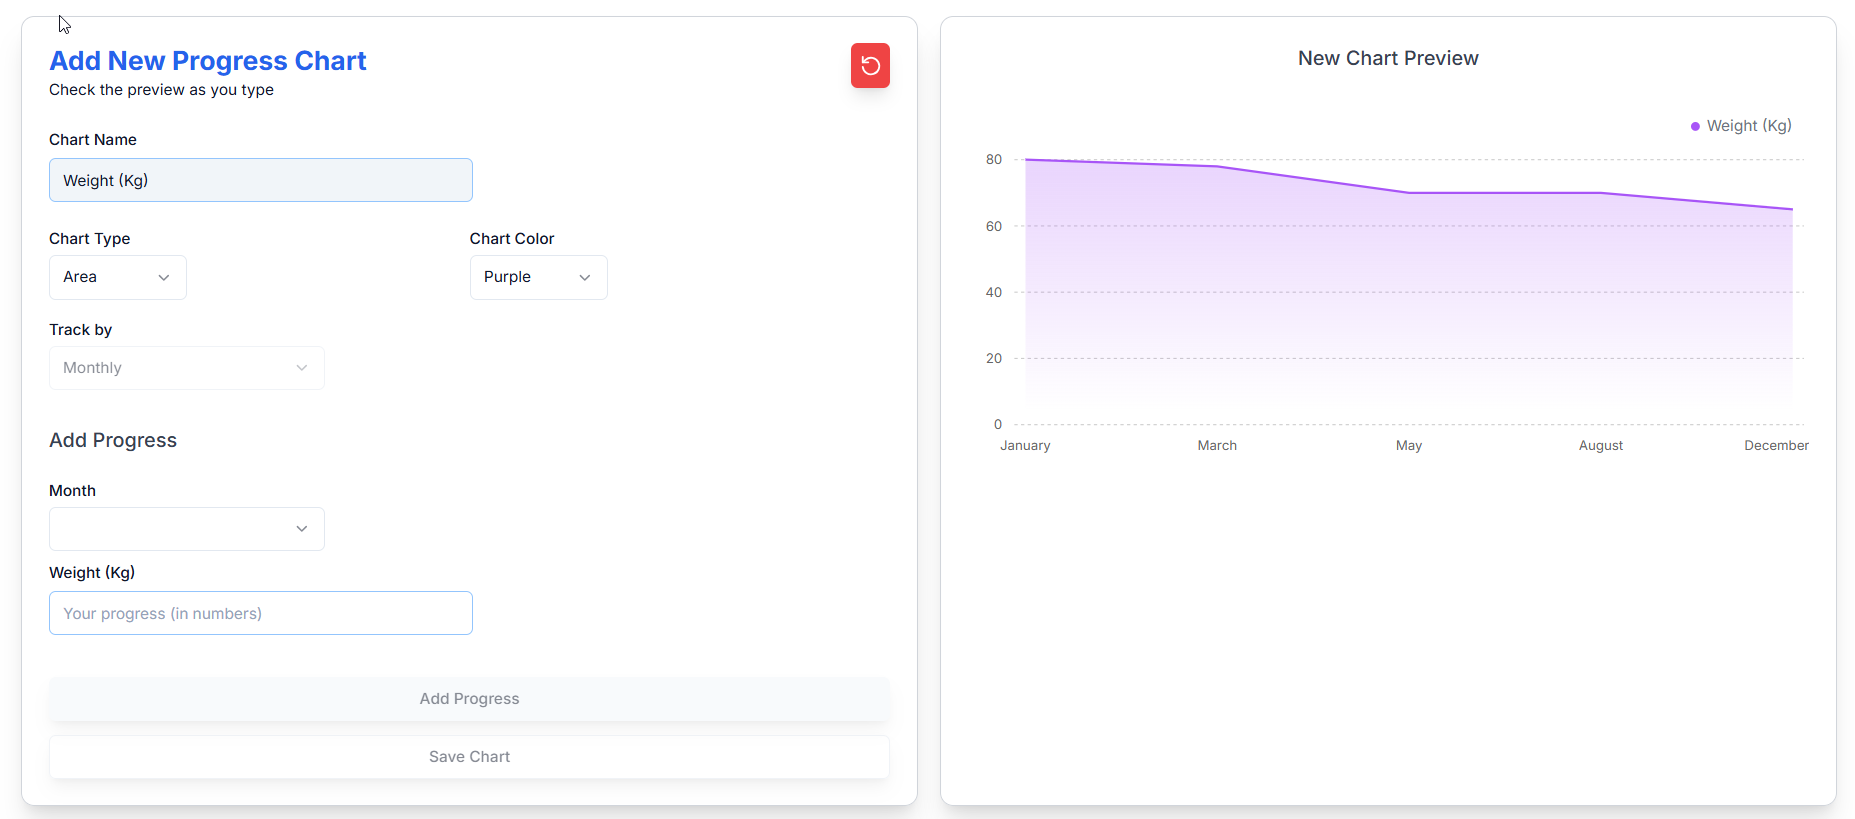 Add New Progress Chart
Check the preview as you type
Chart Name
Weight (Kg)
Chart Type
Chart Color
Area
Purple
Track by
Monthly
Add Progress
Month
Weight (Kg)
Your progress (in numbers)
Add Progress
Save Chart
New Chart Preview
Weight (Kg)
80
60
40
20
0
January March May August December